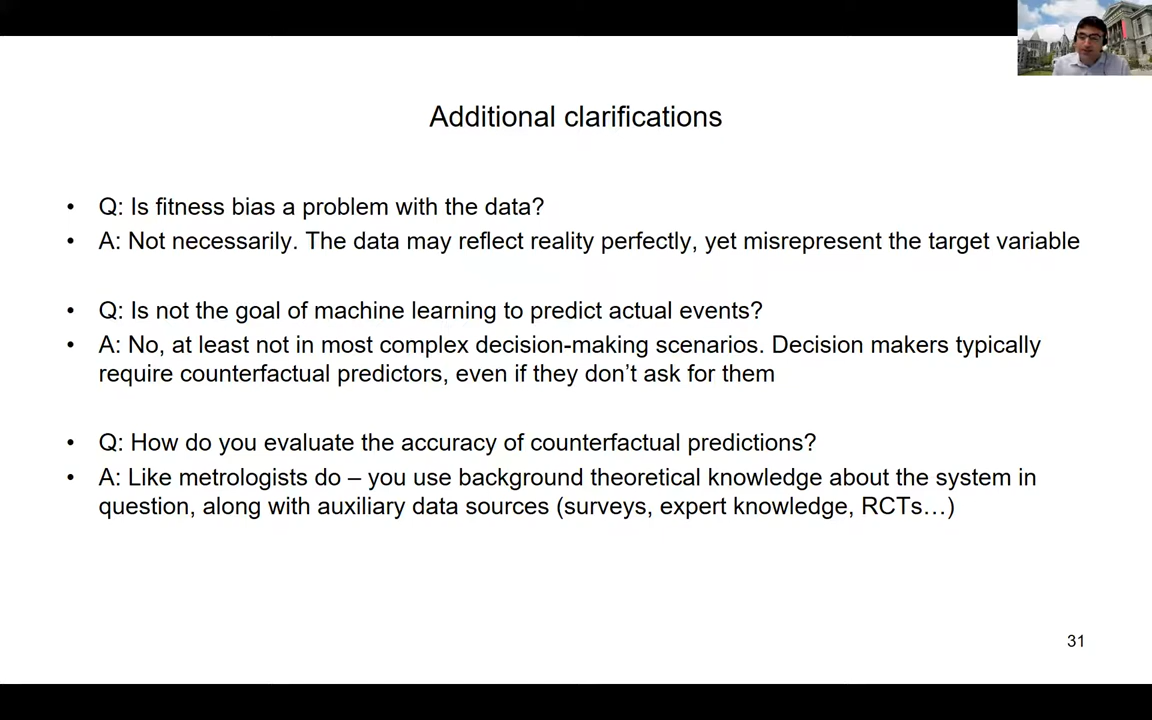 Additional clarifications
• Q: Is fitness bias a problem with the data?
• A: Not necessarily. The data may reflect reality perfectly, yet misrepresent the target variable
• Q: Is not the goal of machine learning to predict actual events?
• A: No, at least not in most complex decision-making scenarios. Decision makers typically
require counterfactual predictors, even if they don’t ask for them
• Q: How do you evaluate the accuracy of counterfactual predictions?
• A: Like metrologists do – you use background theoretical knowledge about the system in
question, along with auxiliary data sources (surveys, expert knowledge, RCTs…)
31